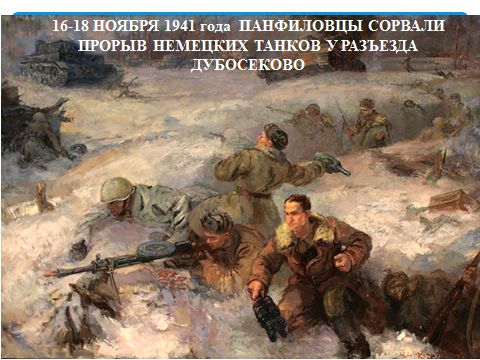 16-18 НОЯБРЯ 1941 года ПАНФИЛОВЦЫ СОРВАЛИ
ПРОРЫВ НЕМЕЦКИХ ТАНКОВ У РАЗЪЕЗДА
ДУБОСЕКОВО